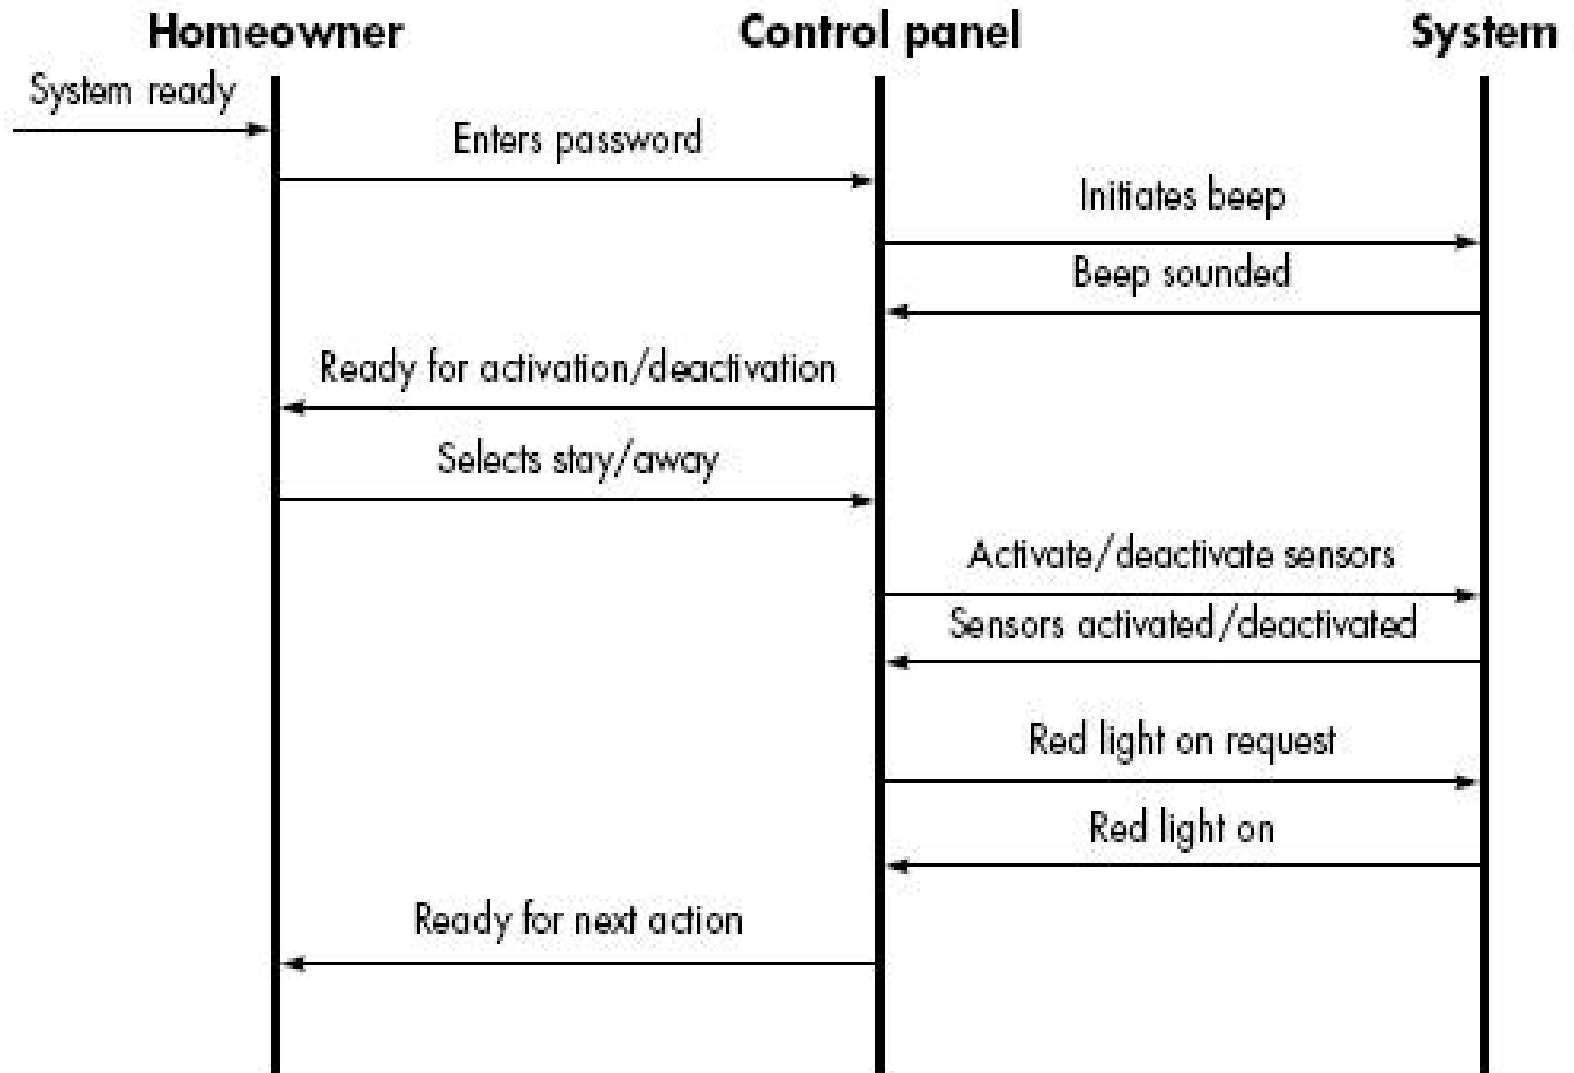 Homeowner
Control panel
System
System ready
Enters password
Initiates beep
Beep sounded
Ready for activation/deactivation
Selects stay/away
Activate/deactivate sensors
Sensors activated/deactivated
Red light on request
Red light on
Ready for next action